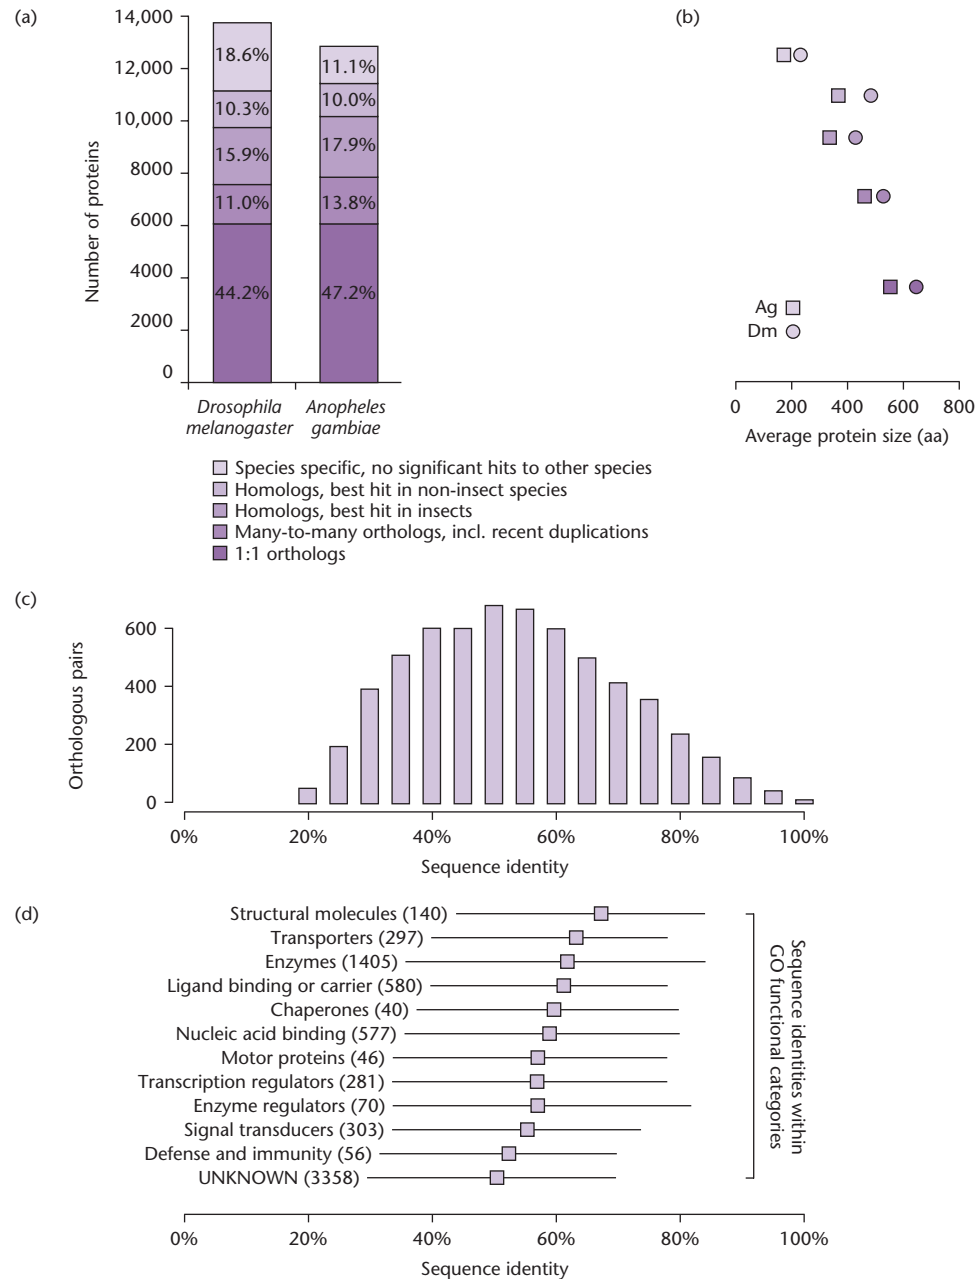 (a)
14,000
12,000
10,000
8000
6000
4000
2000
0
Number of proteins
18.6%
10.3%
15.9%
11.0%
44.2%
11.1%
10.0%
17.9%
13.8%
47.2%
Drosophila
melanogaster
Anopheles
gambiae
(b)
Ag
Dm
0 200 400 600 800
Average protein size (aa)
Species specific, no significant hits to other species
Homologs, best hit in non-insect species
Homologs, best hit in insects
Many-to-many orthologs, incl. recent duplications
1:1 orthologs
(c)
Orthologous pairs
600
400
200
0
0% 20% 40% 60% 80% 100%
Sequence identity
(d)
Structural molecules (140)
Transporters (297)
Enzymes (1405)
Ligand binding or carrier (580)
Chaperones (40)
Nucleic acid binding (577)
Motor proteins (46)
Transcription regulators (281)
Enzyme regulators (70)
Signal transducers (303)
Defense and immunity (56)
UNKNOWN (3358)
Sequence identities within
GO functional categories
0% 20% 40% 60% 80% 100%
Sequence identity